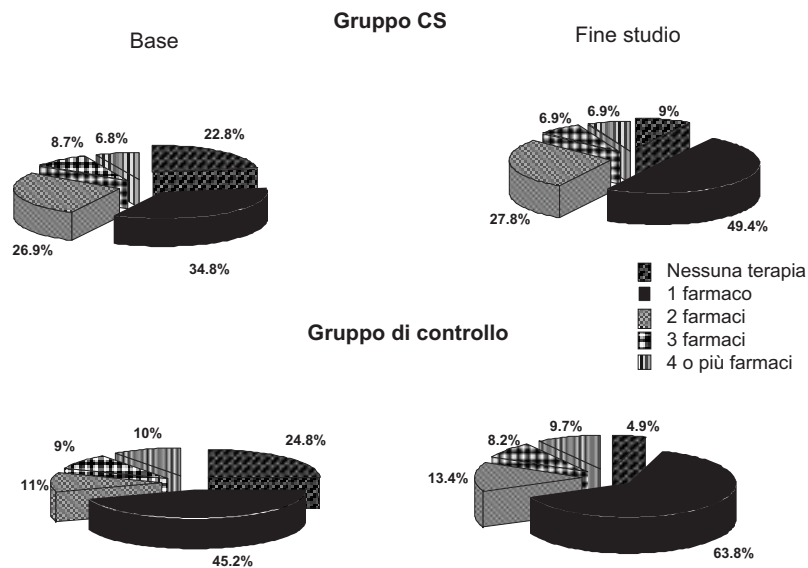 Gruppo CS
Base
Fine studio
8.7%
6.8%
22.8%
26.9%
34.8%
6.9%
6.9%
9%
27.8%
49.4%
Nessuna terapia
1 farmaco
2 farmaci
3 farmaci
4 o più farmaci
Gruppo di controllo
9%
10%
24.8%
11%
45.2%
8.2%
9.7%
4.9%
13.4%
63.8%